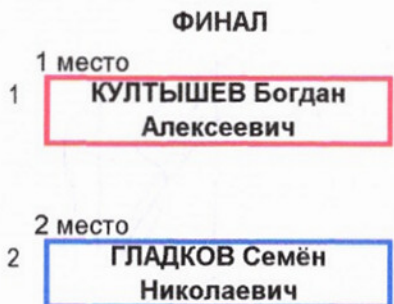 ФИНАЛ
1 место
1
КУЛТЫШЕВ Богдан
Алексеевич
2 место
2
ГЛАДКОВ Семён
Николаевич